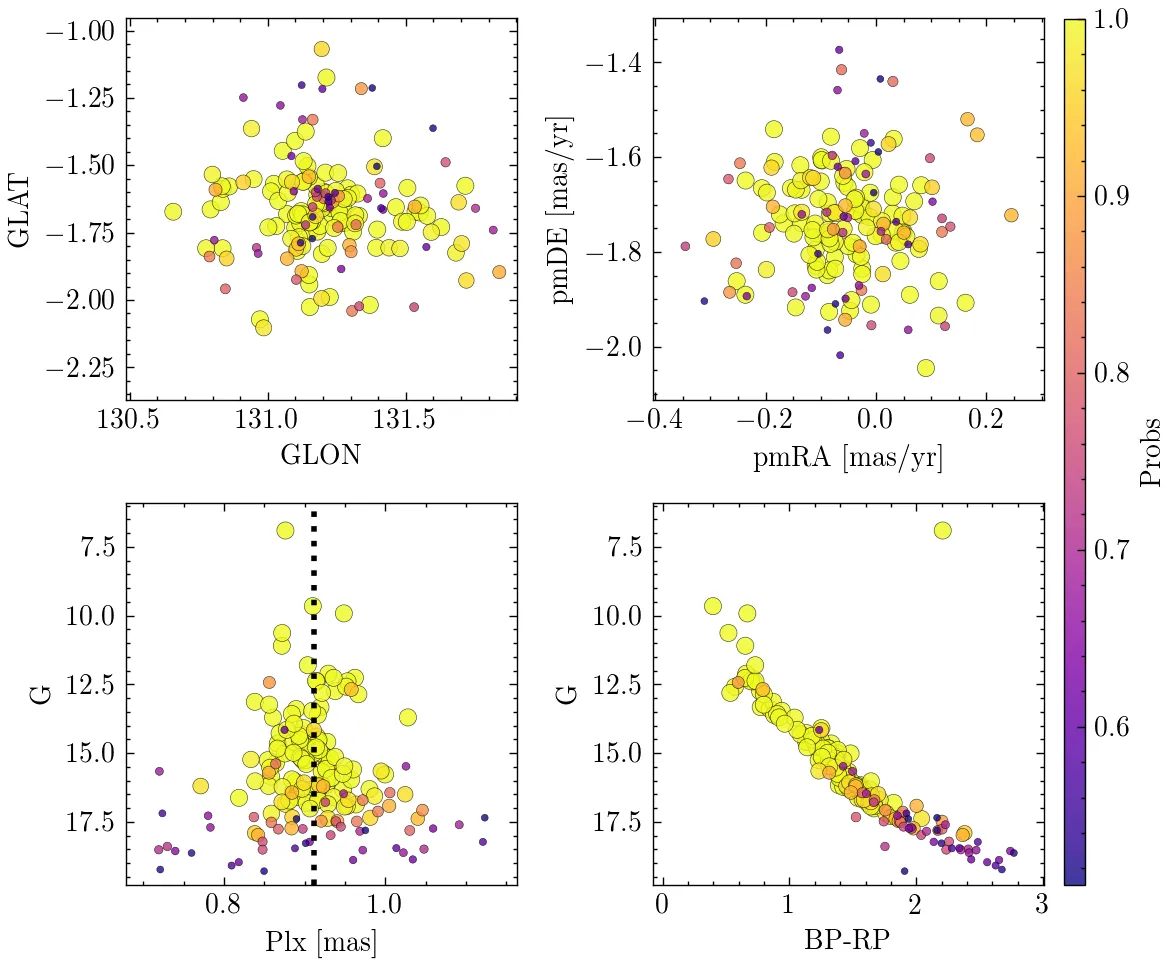 −1.00
−1.25
−1.50
−1.75
−2.00
−2.25
GLAT
130.5 131.0 131.5
GLON
−1.4
−1.6
−1.8
−2.0
pmDE [mas/yr]
−0.4 −0.2 0.0 0.2
pmRA [mas/yr]
7.5
10.0
12.5
15.0
17.5
G
0.8 1.0
Plx [mas]
7.5
10.0
12.5
15.0
17.5
G
0 1 2 3
BP-RP
1.0
0.9
0.8
0.7
0.6
Probs